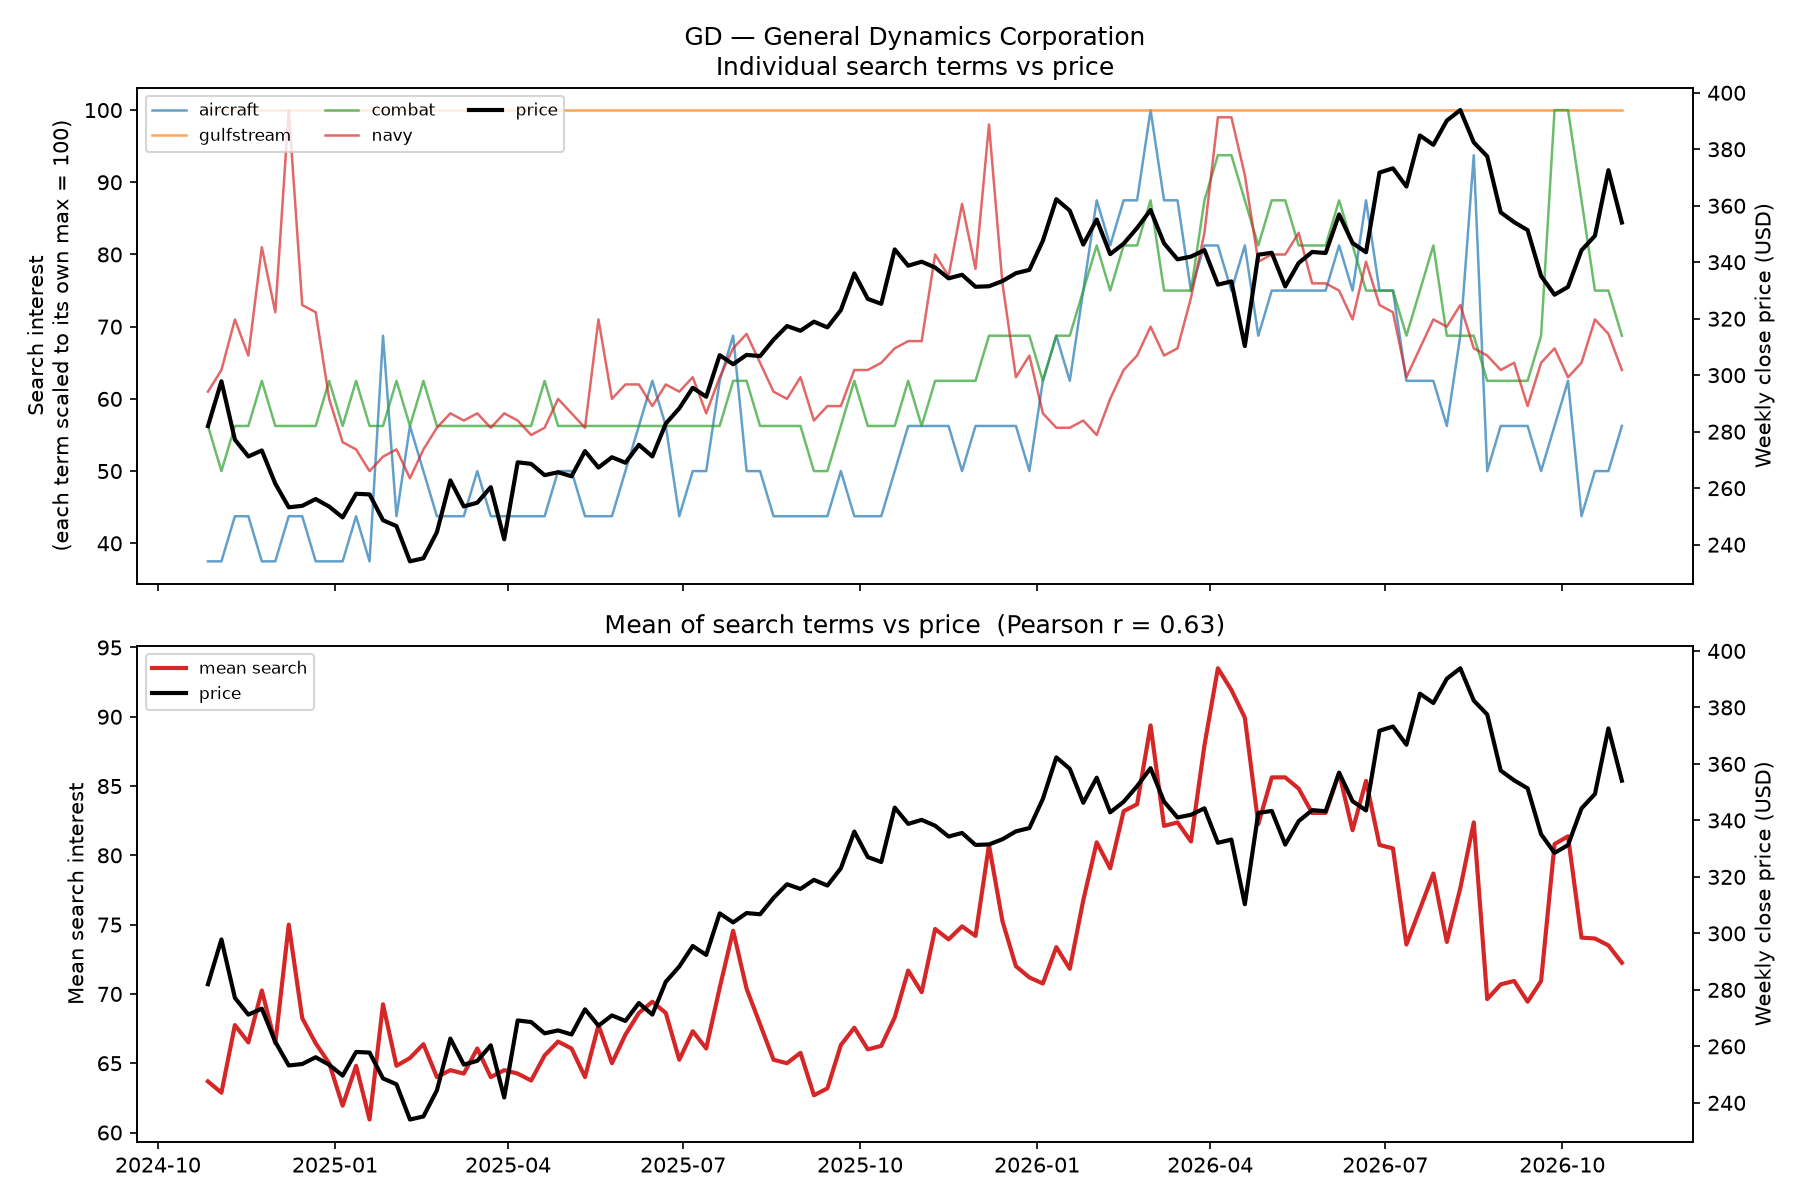 GD — General Dynamics Corporation
Individual search terms vs price
aircraft
gulfstream
combat
navy
price
Search interest
(each term scaled to its own max = 100)
100
90
80
70
60
50
40
Weekly close price (USD)
400
380
360
340
320
300
280
260
240
Mean of search terms vs price (Pearson r = 0.63)
mean search
price
Mean search interest
95
90
85
80
75
70
65
60
Weekly close price (USD)
400
380
360
340
320
300
280
260
240
2024-10
2025-01
2025-04
2025-07
2025-10
2026-01
2026-04
2026-07
2026-10